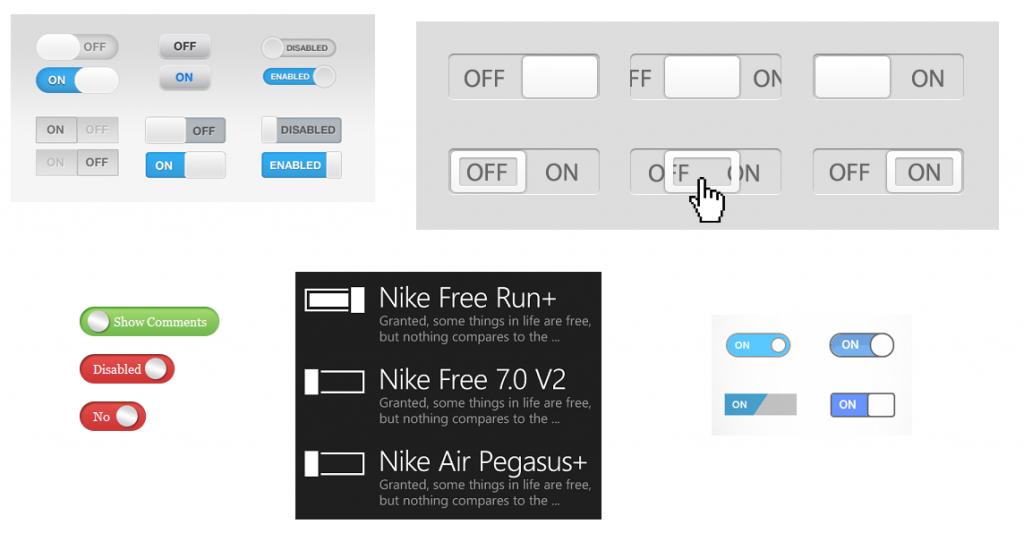 OFF OFF DISABLED
ON ON ENABLED
ON OFF OFF DISABLED
ON OFF ON ENABLED
OFF FF ON ON
OFF ON OFF ON OFF ON
Show Comments
Disabled
No
Nike Free Run+
Granted, some things in life are free,
but nothing compares to the ...
Nike Free 7.0 V2
Granted, some things in life are free,
but nothing compares to the ...
Nike Air Pegasus+
Granted, some things in life are free,
but nothing compares to the ...
ON ON
ON ON